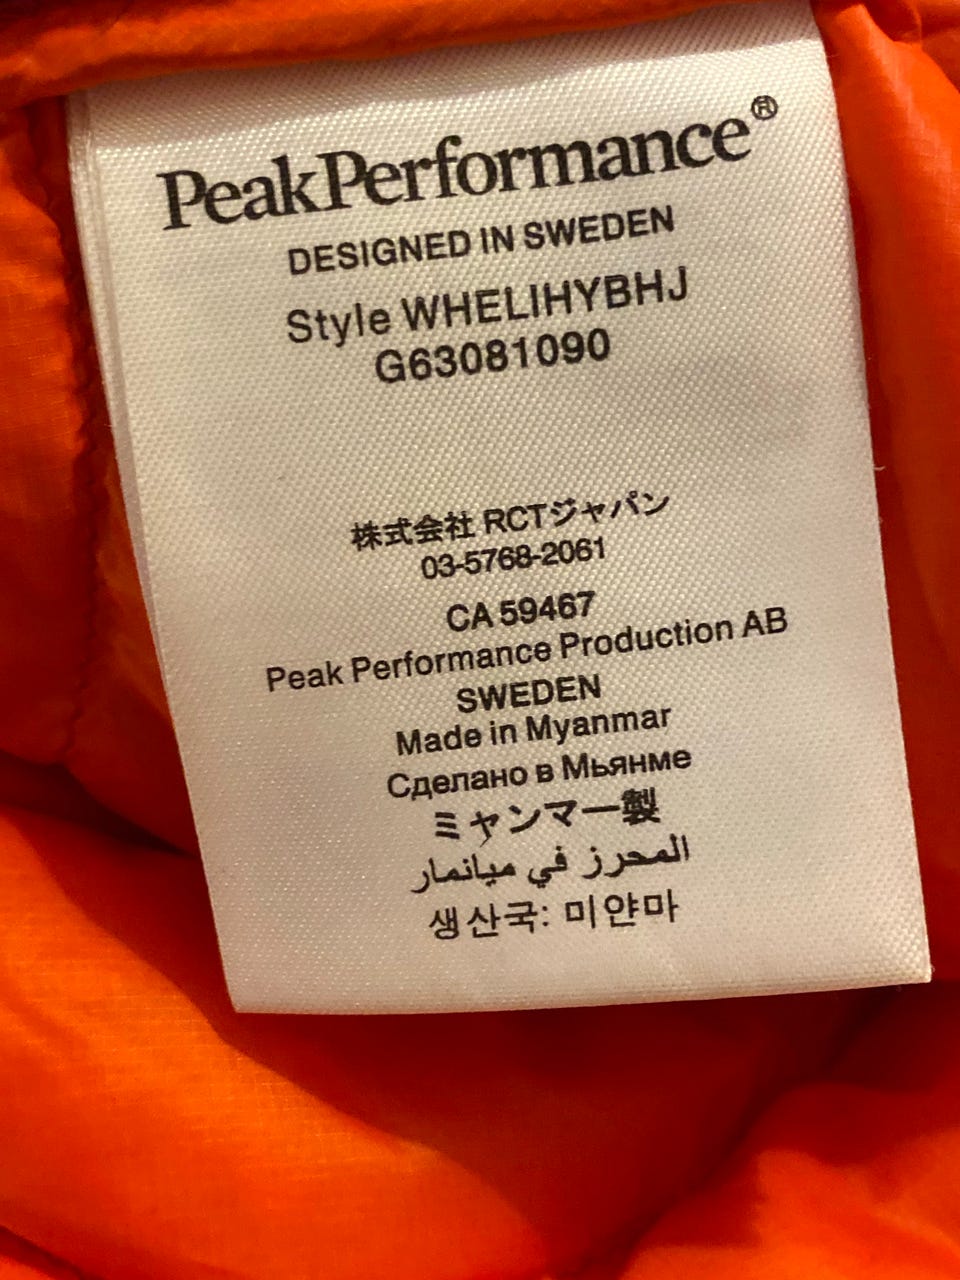 PeakPerformance®
DESIGNED IN SWEDEN
Style WHELIHYBHJ
G63081090
株式会社 RCTジャパン
03-5768-2061
CA 59467
Peak Performance Production AB
SWEDEN
Made in Myanmar
Сделано в Мьянме
ミャンマー製
المحرز في ميانمار
생산국: 미얀마